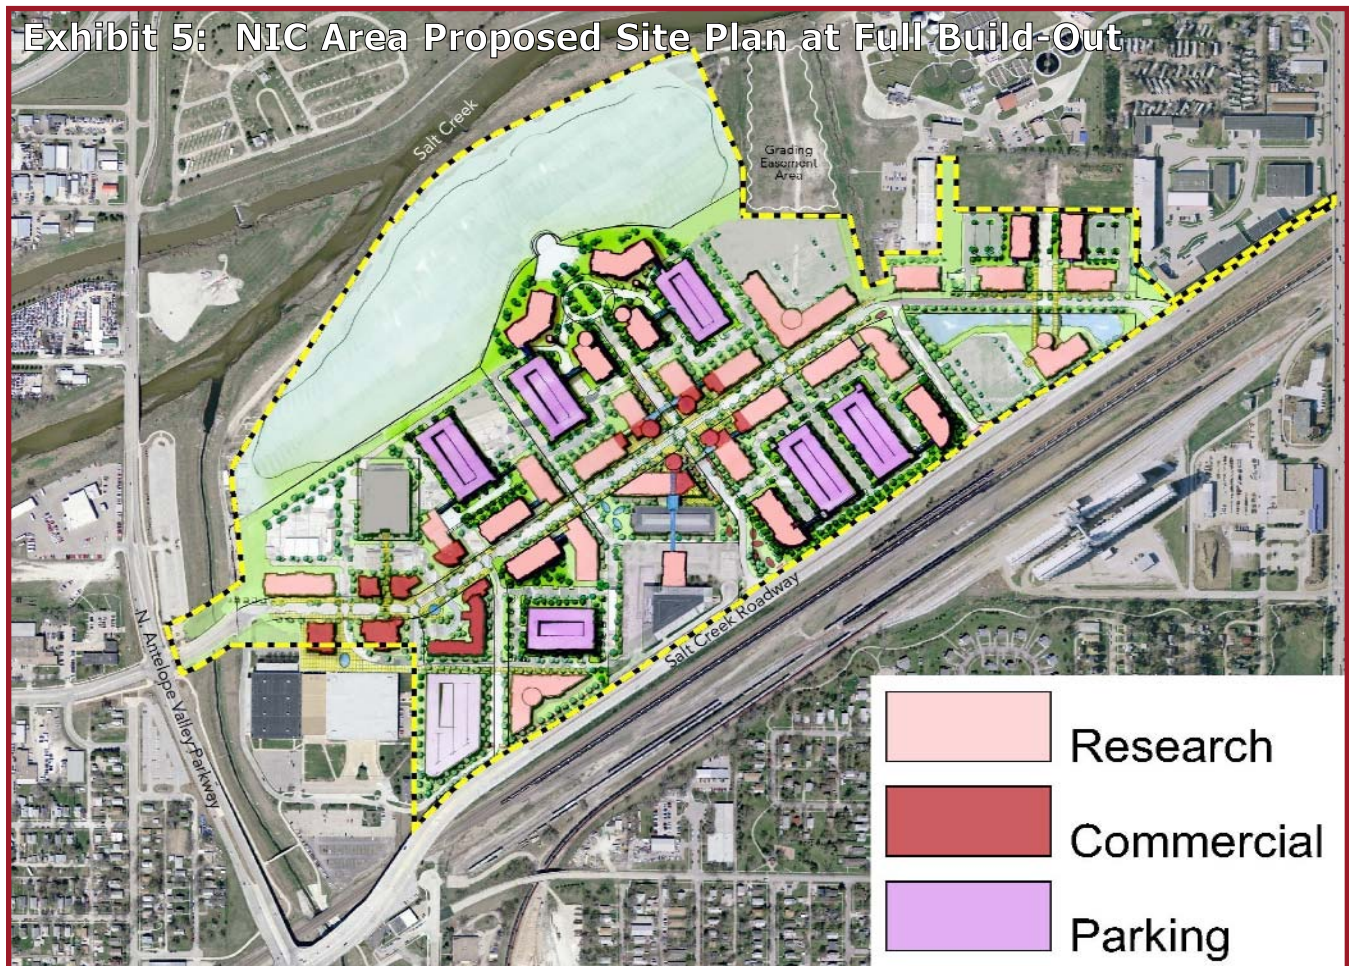 Exhibit 5: NIC Area Proposed Site Plan at Full Build-Out
Salt Creek
Grading
Easement
Area
Salt Creek Roadway
N. Antelope Valley Parkway
Research
Commercial
Parking